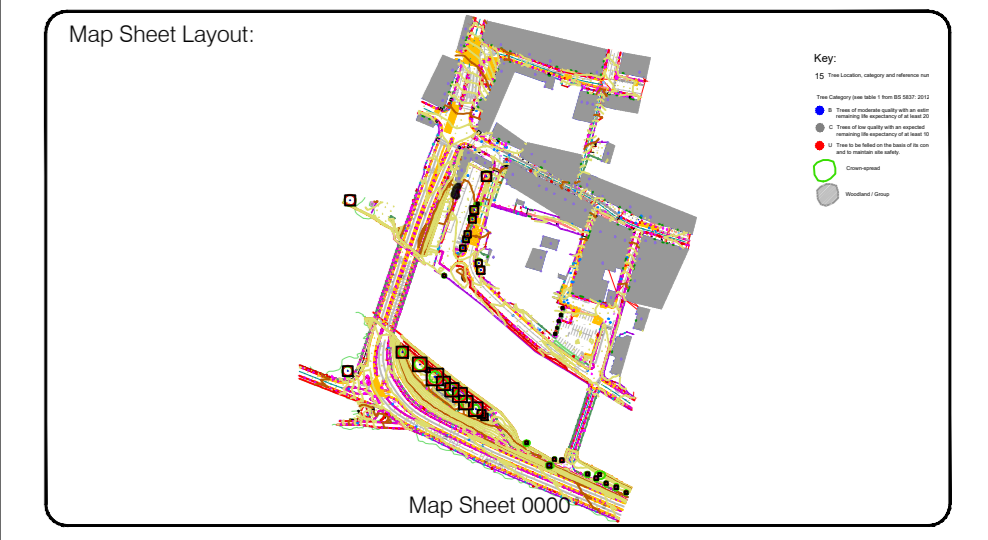 Map Sheet Layout:
Key:
15 Tree Location, category and reference
Tree Category (see table 1 from BS 5837: 2012
B Trees of moderate quality with an
remaining life expectancy of at least 20
C Trees of low quality with an expected
remaining life expectancy of at least 10
U Tree to be felled on the basis of its
and to maintain site safety.
Crown-spread
Woodland / Group
Map Sheet 0000